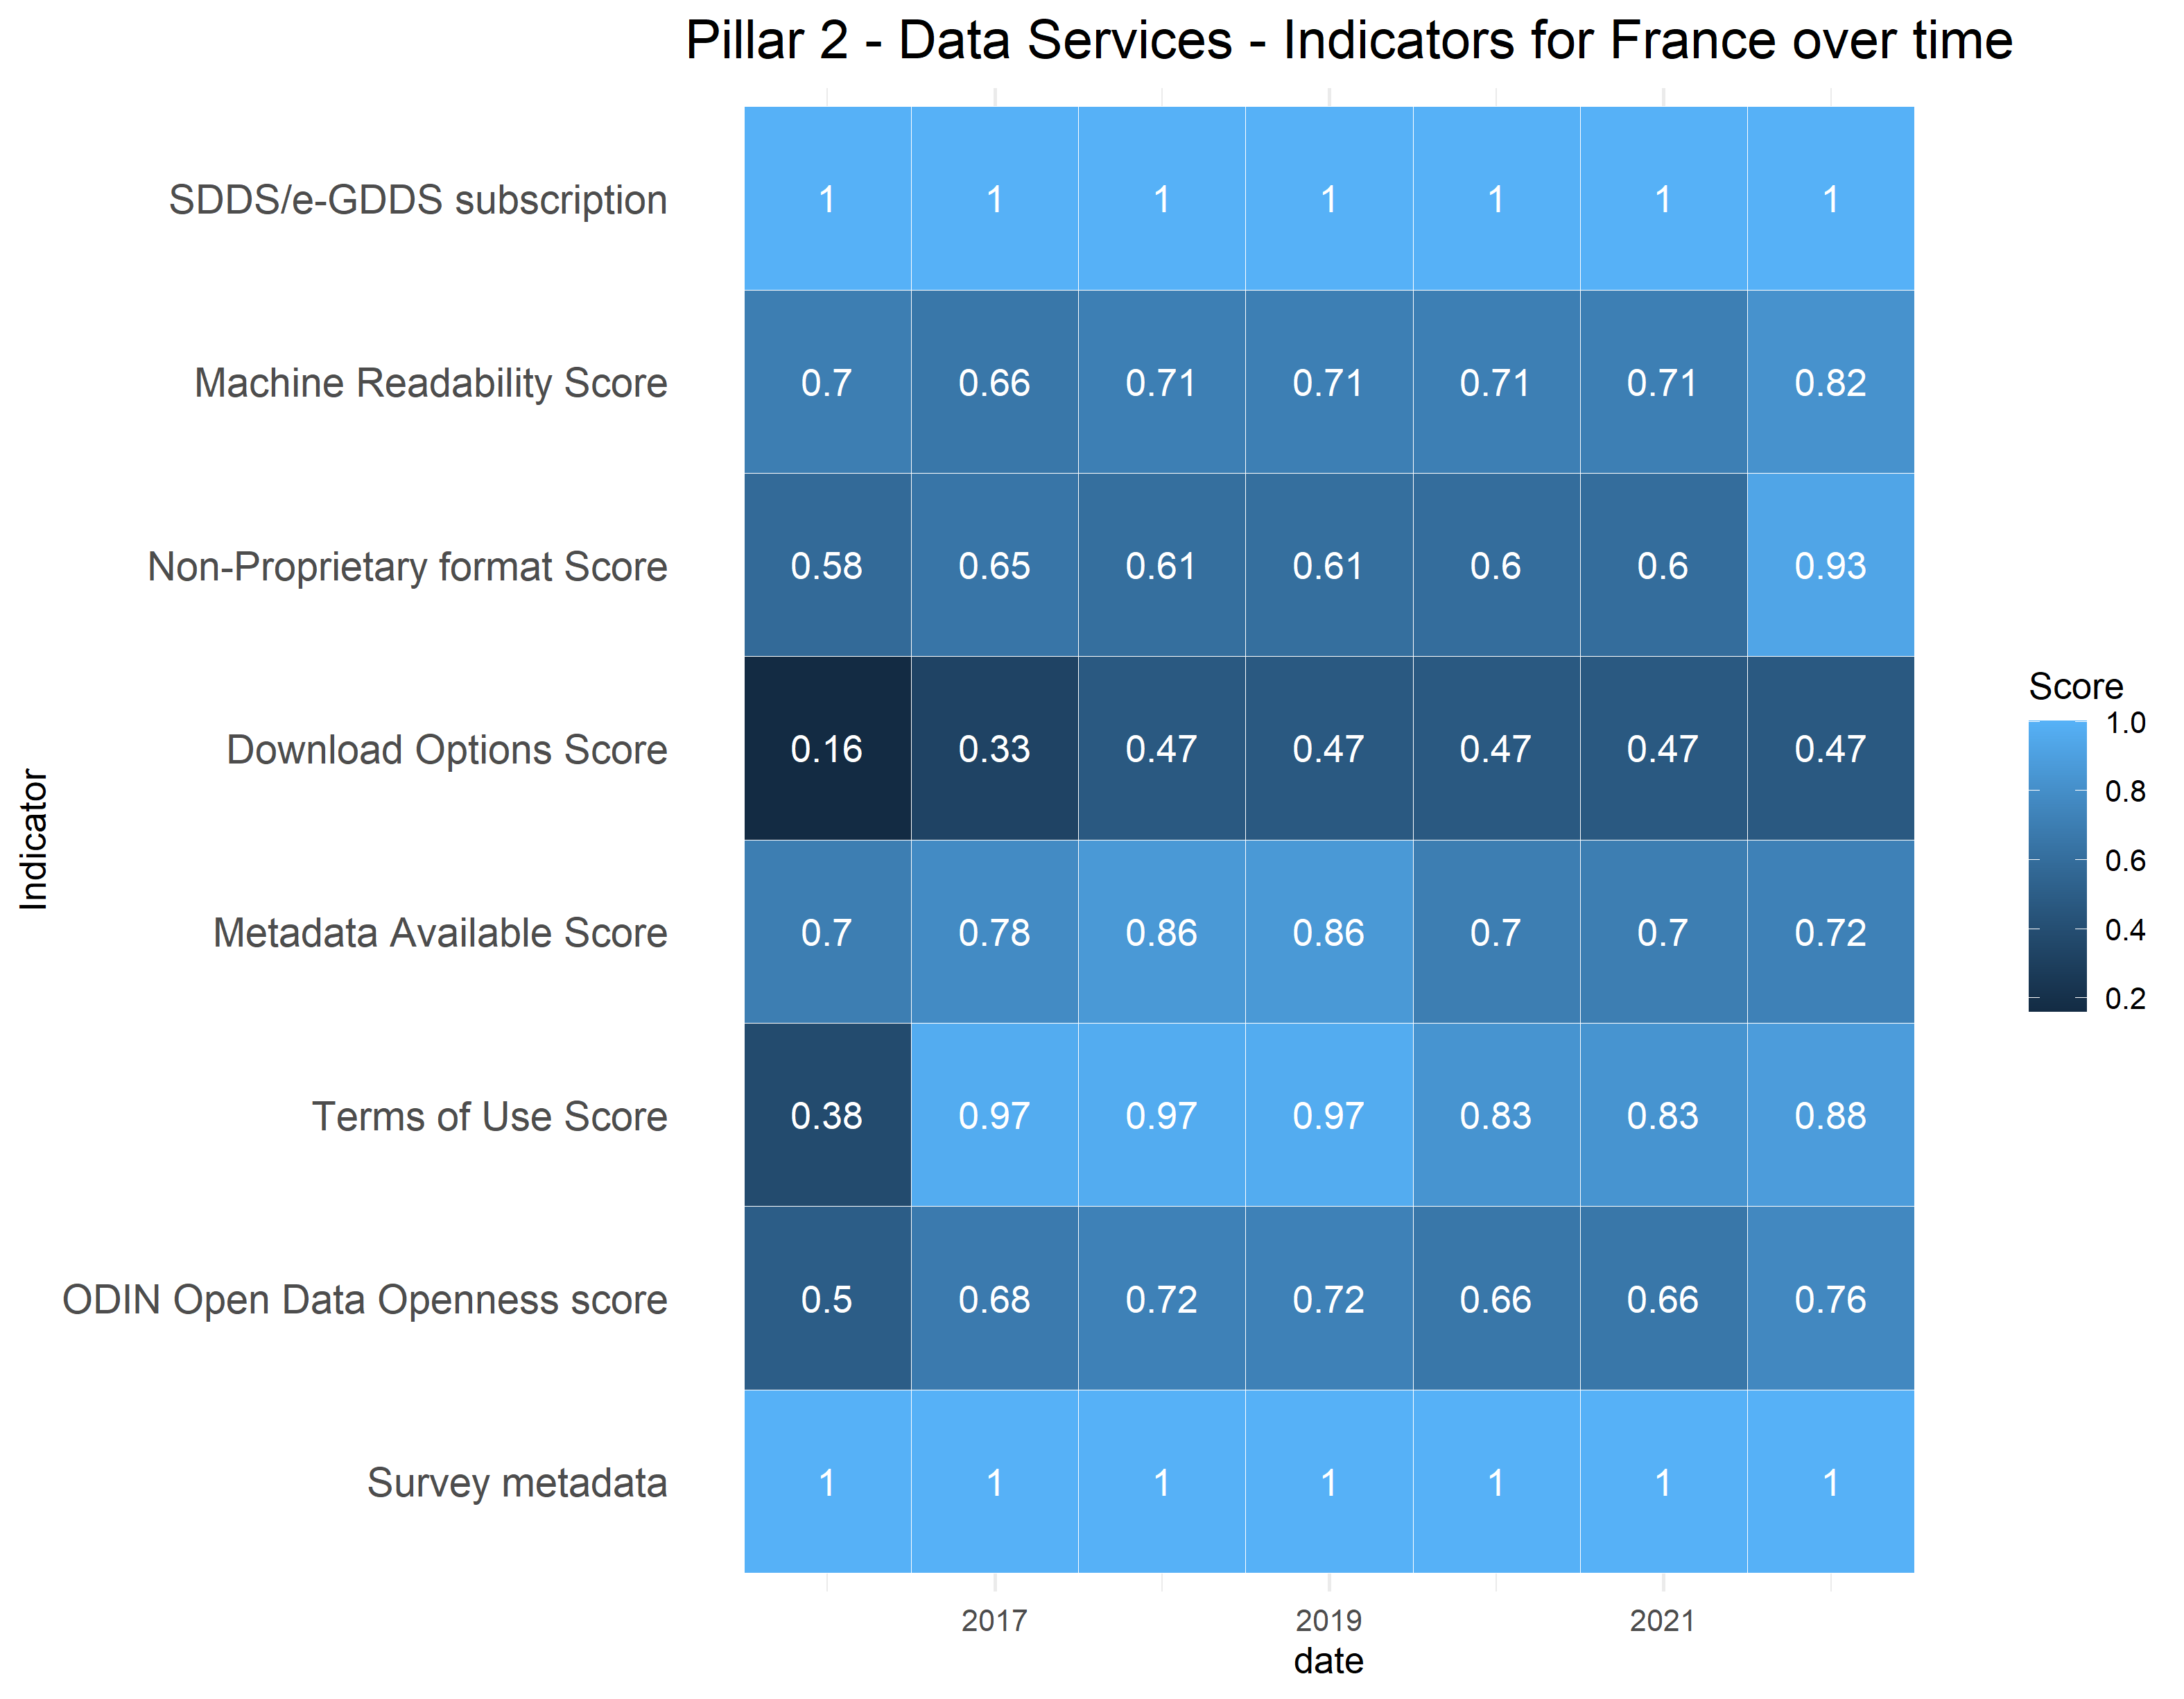 Pillar 2 - Data Services - Indicators for France over time
SDDS/e-GDDS subscription 1 1 1 1 1 1 1
Machine Readability Score 0.7 0.66 0.71 0.71 0.71 0.71 0.82
Non-Proprietary format Score 0.58 0.65 0.61 0.61 0.6 0.6 0.93
Download Options Score 0.16 0.33 0.47 0.47 0.47 0.47 0.47
Metadata Available Score 0.7 0.78 0.86 0.86 0.7 0.7 0.72
Terms of Use Score 0.38 0.97 0.97 0.97 0.83 0.83 0.88
ODIN Open Data Openness score 0.5 0.68 0.72 0.72 0.66 0.66 0.76
Survey metadata 1 1 1 1 1 1 1
Indicator
2017 2019 2021
date
Score
1.0
0.8
0.6
0.4
0.2